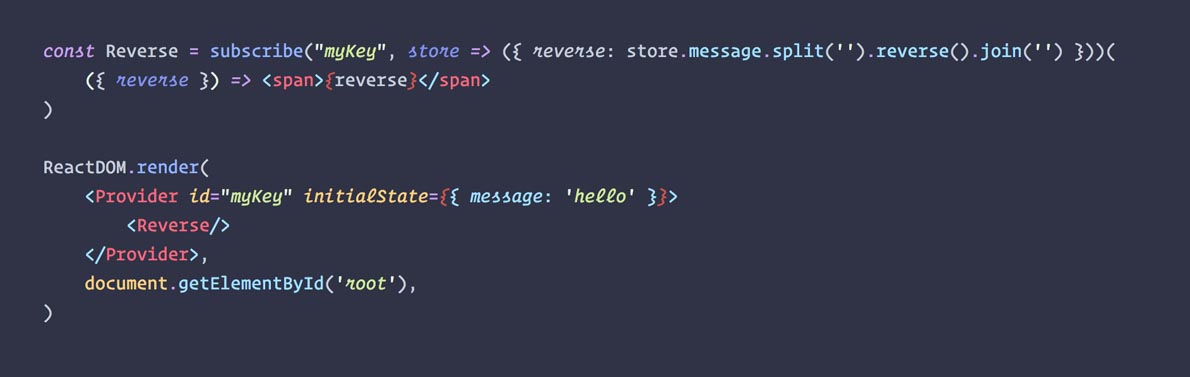 const Reverse = subscribe("myKey", store => ({ reverse: store.message.split('').reverse().join('') }))(
    ({ reverse }) => <span>{reverse}</span>
)

ReactDOM.render(
    <Provider id="myKey" initialState={{ message: 'hello' }}>
        <Reverse/>
    </Provider>,
    document.getElementById('root'),
)